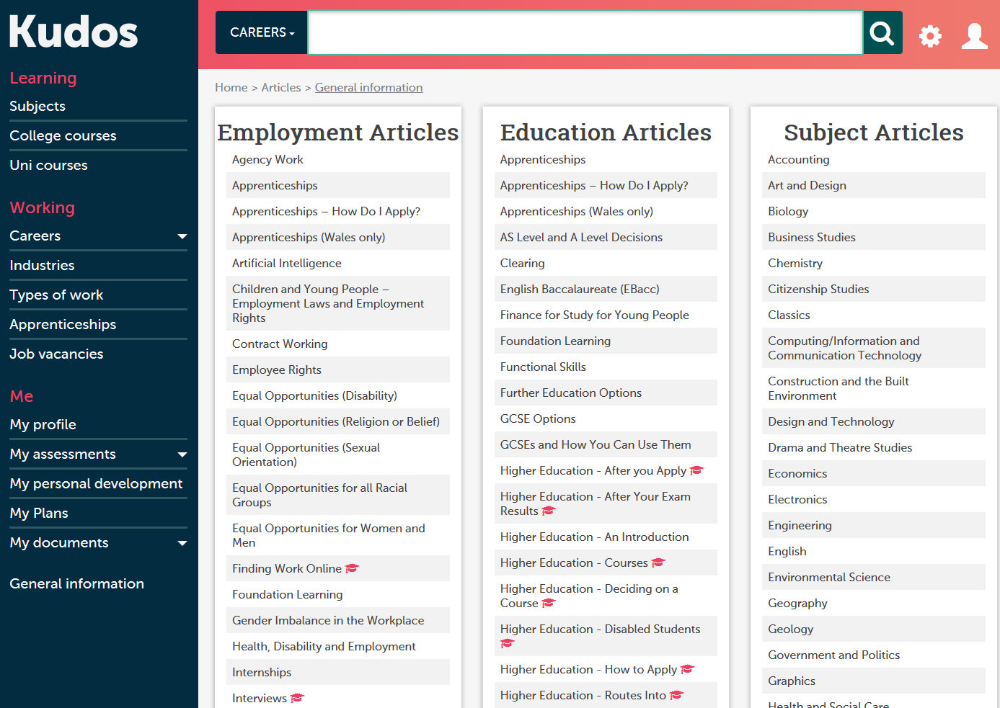 Kudos
Learning
Subjects
College courses
Uni courses
Working
Careers
Industries
Types of work
Apprenticeships
Job vacancies
Me
My profile
My assessments
My personal development
My Plans
My documents
General information
CAREERS
Home > Articles > General information
Employment Articles
Agency Work
Apprenticeships
Apprenticeships – How Do I Apply?
Apprenticeships (Wales only)
Artificial Intelligence
Children and Young People –
Employment Laws and Employment
Rights
Contract Working
Employee Rights
Equal Opportunities (Disability)
Equal Opportunities (Religion or Belief)
Equal Opportunities (Sexual
Orientation)
Equal Opportunities for all Racial
Groups
Equal Opportunities for Women and
Men
Finding Work Online
Foundation Learning
Gender Imbalance in the Workplace
Health, Disability and Employment
Internships
Interviews
Education Articles
Apprenticeships
Apprenticeships – How Do I Apply?
Apprenticeships (Wales only)
AS Level and A Level Decisions
Clearing
English Baccalaureate (EBacc)
Finance for Study for Young People
Foundation Learning
Functional Skills
Further Education Options
GCSE Options
GCSEs and How You Can Use Them
Higher Education - After you Apply
Higher Education - After Your Exam
Results
Higher Education - An Introduction
Higher Education - Courses
Higher Education - Deciding on a
Course
Higher Education - Disabled Students
Higher Education - How to Apply
Higher Education - Routes Into
Subject Articles
Accounting
Art and Design
Biology
Business Studies
Chemistry
Citizenship Studies
Classics
Computing/Information and
Communication Technology
Construction and the Built
Environment
Design and Technology
Drama and Theatre Studies
Economics
Electronics
Engineering
English
Environmental Science
Geography
Geology
Government and Politics
Graphics
Health and Social Care